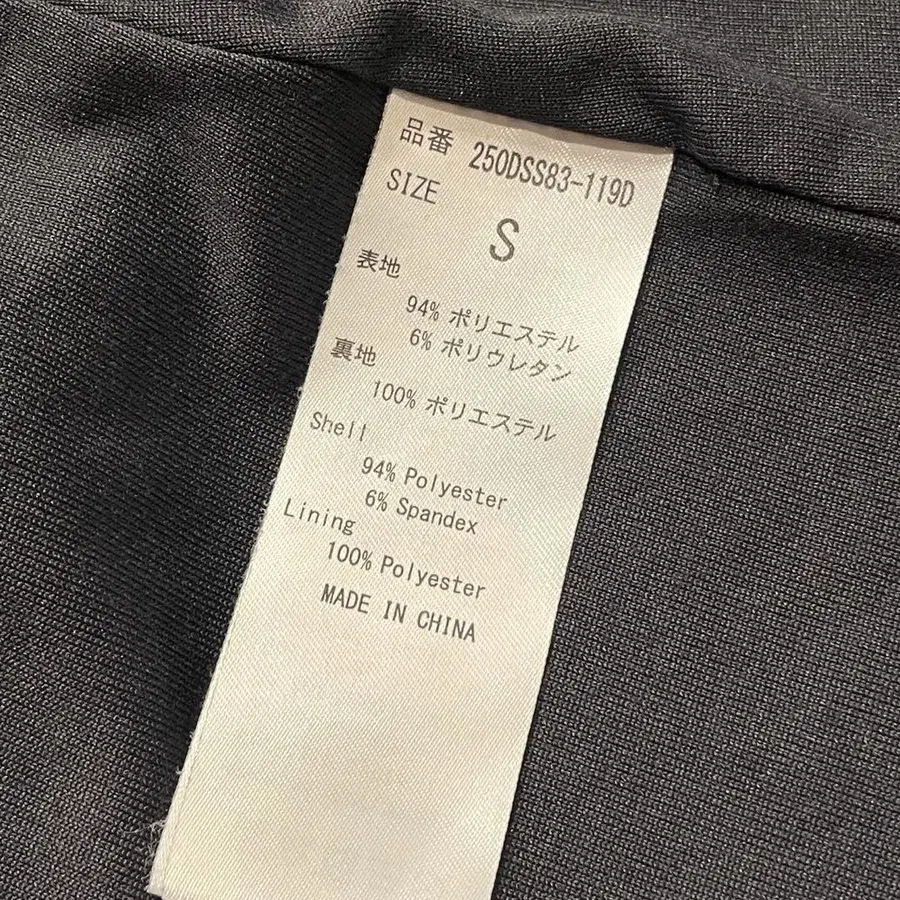 品番 250DSS83-119D
SIZE
S
表地
94% ポリエステル
6% ポリウレタン
裏地
100% ポリエステル
Shell
94% Polyester
6% Spandex
Lining
100% Polyester
MADE IN CHINA